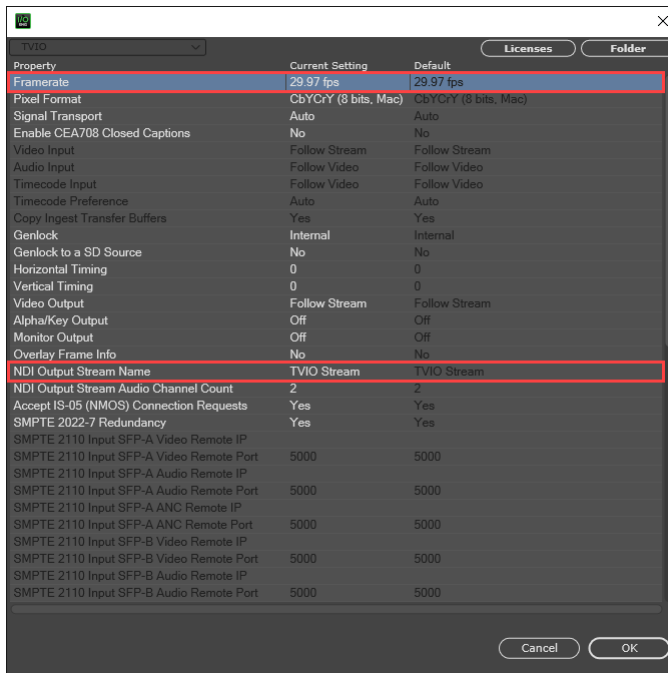 I/O
TVIO Licenses Folder
Property Current Setting Default
Framerate 29.97 fps 29.97 fps
Pixel Format CbYCrY (8 bits, Mac) CbYCrY (8 bits, Mac)
Signal Transport Auto Auto
Enable CEA708 Closed Captions No No
Video Input Follow Stream Follow Stream
Audio Input Follow Video Follow Video
Timecode Input Follow Video Follow Video
Timecode Preference Auto Auto
Copy Ingest Transfer Buffers Yes Yes
Genlock Internal Internal
Genlock to a SD Source No No
Horizontal Timing 0 0
Vertical Timing 0 0
Video Output Follow Stream Follow Stream
Alpha/Key Output Off Off
Monitor Output Off Off
Overlay Frame Info No No
NDI Output Stream Name TVIO Stream TVIO Stream
NDI Output Stream Audio Channel Count 2 2
Accept IS-05 (NMOS) Connection Requests Yes Yes
SMPTE 2022-7 Redundancy Yes Yes
SMPTE 2110 Input SFP-A Video Remote IP
SMPTE 2110 Input SFP-A Video Remote Port 5000 5000
SMPTE 2110 Input SFP-A Audio Remote IP
SMPTE 2110 Input SFP-A Audio Remote Port 5000 5000
SMPTE 2110 Input SFP-A ANC Remote IP
SMPTE 2110 Input SFP-A ANC Remote Port 5000 5000
SMPTE 2110 Input SFP-B Video Remote IP
SMPTE 2110 Input SFP-B Video Remote Port 5000 5000
SMPTE 2110 Input SFP-B Audio Remote IP
SMPTE 2110 Input SFP-B Audio Remote Port 5000 5000
Cancel OK